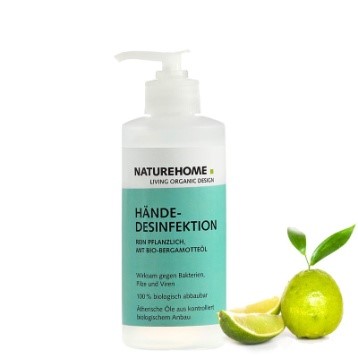 NATUREHOME
LIVING ORGANIC DESIGN
HÄNDE-
DESINFEKTION
REIN PFLANZLICH,
MIT BIO-BERGAMOTTEÖL
Wirksam gegen Bakterien,
Pilze und Viren
100 % biologisch abbaubar
Ätherische Öle aus kontrolliert
biologischem Anbau